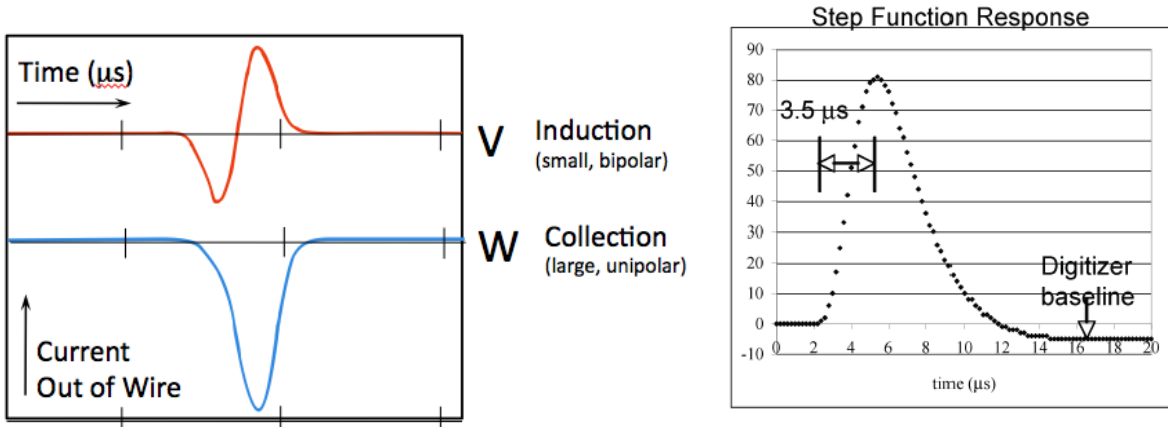 Time (μs)
V
Induction
(small, bipolar)
W
Collection
(large, unipolar)
Current
Out of Wire
Step Function Response
90
80
70
60
50
40
30
20
10
0
-10
3.5 μs
Digitizer
baseline
0 2 4 6 8 10 12 14 16 18 20
time (μs)